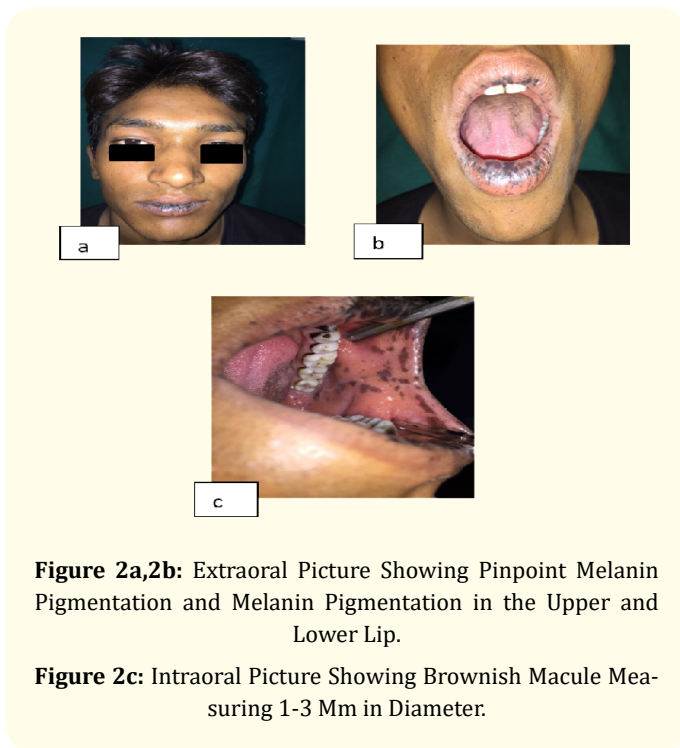 a
b
c
Figure 2a,2b: Extraoral Picture Showing Pinpoint Melanin
Pigmentation and Melanin Pigmentation in the Upper and
Lower Lip.
Figure 2c: Intraoral Picture Showing Brownish Macule Mea-
suring 1-3 Mm in Diameter.